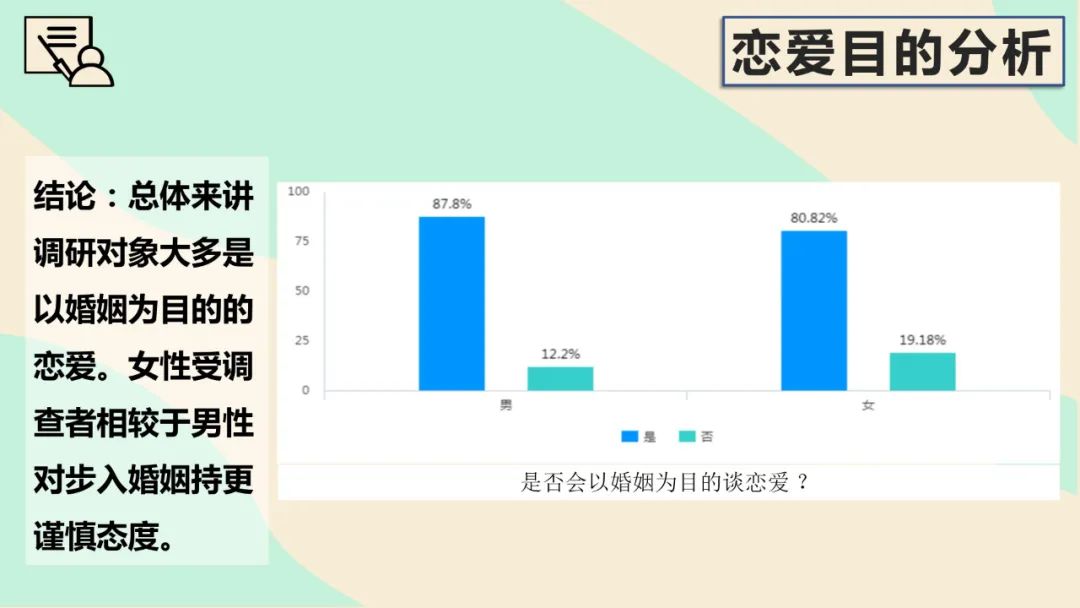 恋爱目的分析
结论：总体来讲
调研对象大多是
以婚姻为目的的
恋爱。女性受调
查者相较于男性
对步入婚姻持更
谨慎态度。
100
75
50
25
0
87.8%
12.2%
80.82%
19.18%
男
女
是 否
是否会以婚姻为目的谈恋爱？